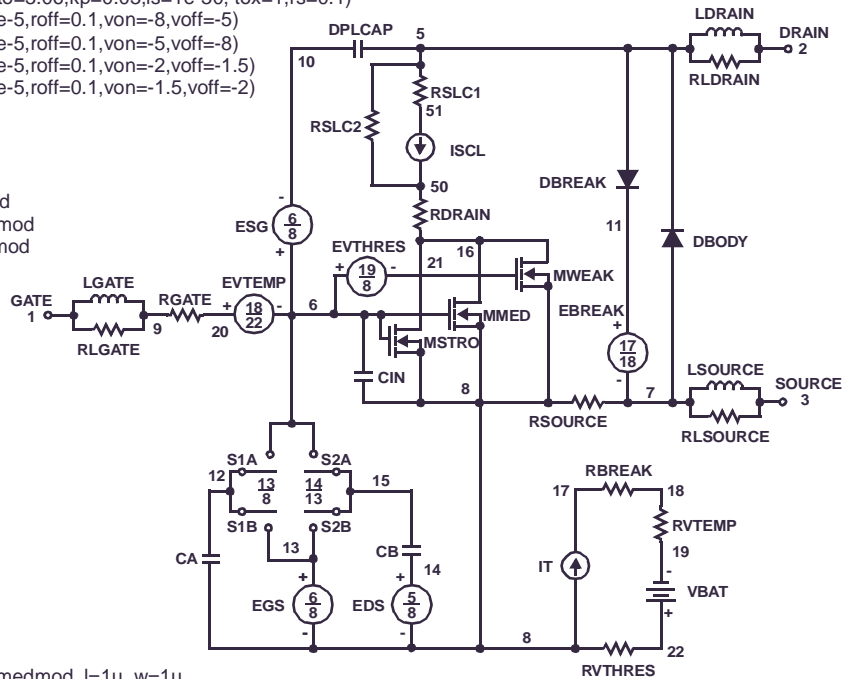 to=3.00,kp=0.03,is=1e-30, tox=1,rs=0.1)
e-5,roff=0.1,von=-8,voff=-5)
e-5,roff=0.1,von=-5,voff=-8)
e-5,roff=0.1,von=-2,voff=-1.5)
e-5,roff=0.1,von=-1.5,voff=-2)
d
mod
mod
LDRAIN
DPLCAP 5 DRAIN
10 2
RSLC1 RLDRAIN
51
RSLC2
ISCL
50
DBREAK
-
ESG 6 8 RDRAIN
+
11
DBODY
EVTHRES 16
+ 19 8 - 21
MWEAK
LGATE EVTEMP
GATE RGATE + 18 22 - 6
1
EBREAK
+
MMED
9 20
RLGATE
MSTRO
17 18
-
CIN LSOURCE
8 7 SOURCE
3
RSOURCE
RLSOURCE
S1A S2A
12 13 8 14 13 15
S1B S2B
13
CA CB
14
+ +
EGS 6 8 EDS 5 8
- -
RBREAK
17 18
RVTEMP
19
IT -
VBAT
+
8 22
RVTHRES
medmod l=1u w=1u